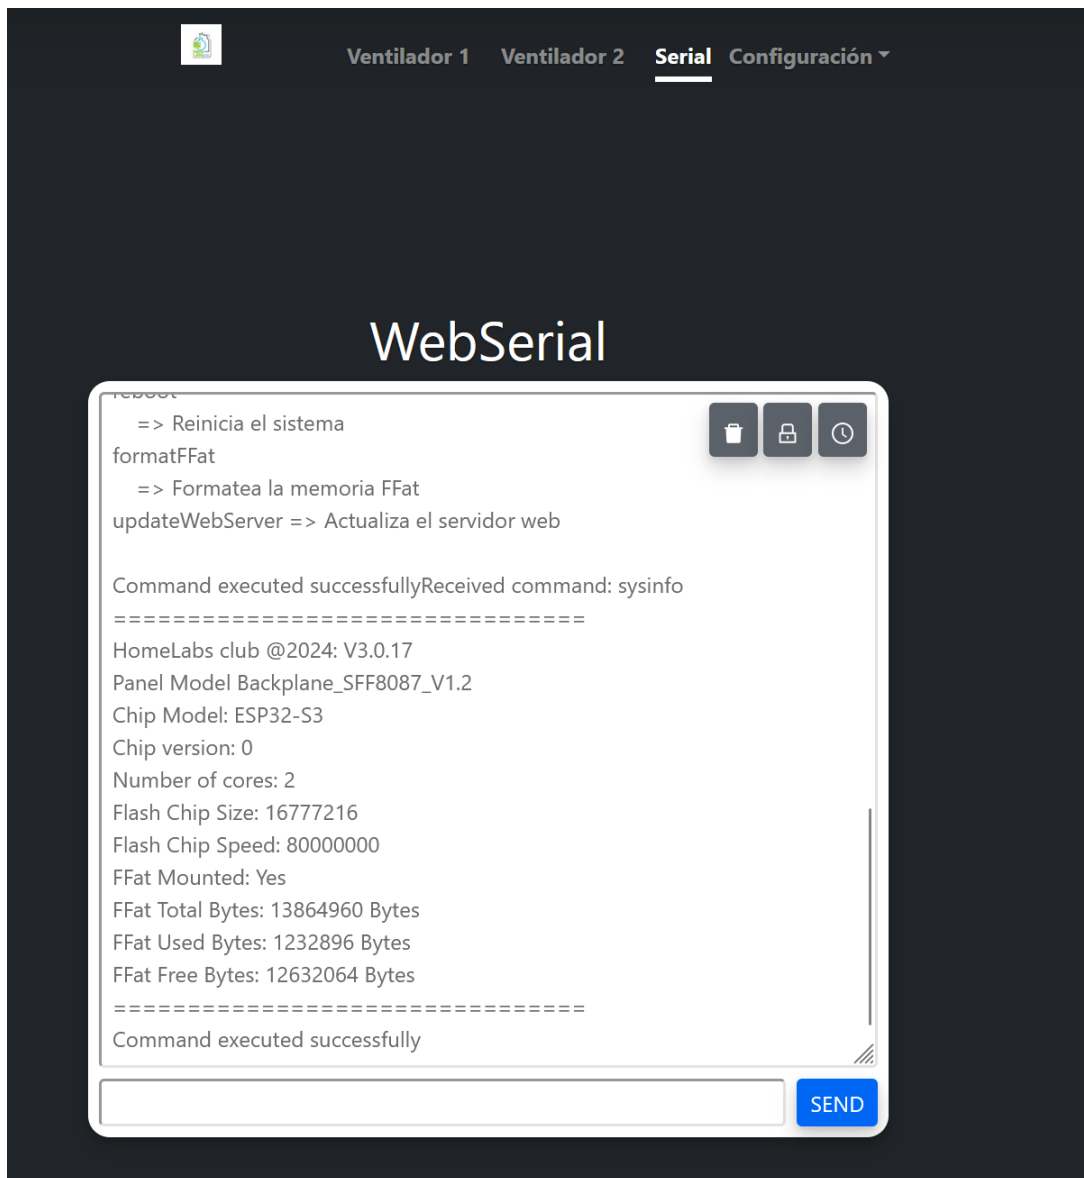 Ventilador 1 Ventilador 2 Serial Configuración
WebSerial
reboot
=> Reinicia el sistema
formatFFat
=> Formatea la memoria FFat
updateWebServer => Actualiza el servidor web
Command executed successfullyReceived command: sysinfo
================================
HomeLabs club @2024: V3.0.17
Panel Model Backplane_SFF8087_V1.2
Chip Model: ESP32-S3
Chip version: 0
Number of cores: 2
Flash Chip Size: 16777216
Flash Chip Speed: 80000000
FFat Mounted: Yes
FFat Total Bytes: 13864960 Bytes
FFat Used Bytes: 1232896 Bytes
FFat Free Bytes: 12632064 Bytes
================================
Command executed successfully
SEND